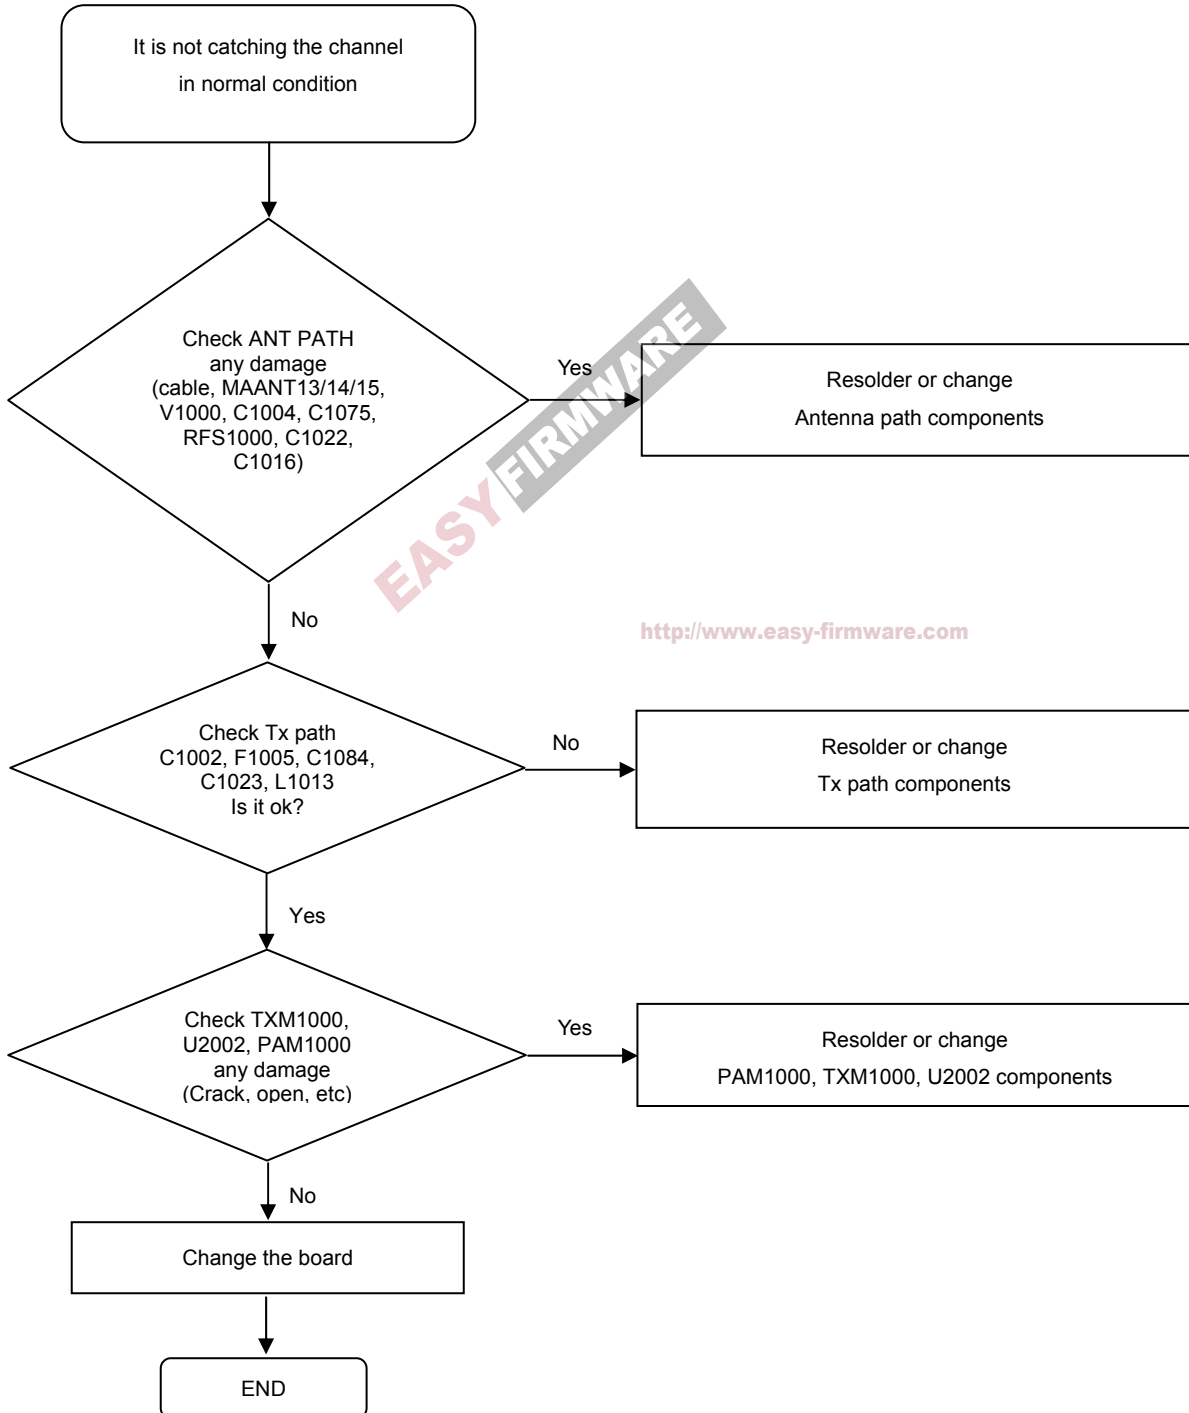 It is not catching the channel
in normal condition
Check ANT PATH
any damage
(cable, MAANT13/14/15,
V1000, C1004, C1075,
RFS1000, C1022,
C1016)
Yes
Resolder or change
Antenna path components
EASY FIRMWARE
No
http://www.easy-firmware.com
Check Tx path
C1002, F1005, C1084,
C1023, L1013
Is it ok?
No
Resolder or change
Tx path components
Yes
Check TXM1000,
U2002, PAM1000
any damage
(Crack, open, etc)
Yes
Resolder or change
PAM1000, TXM1000, U2002 components
No
Change the board
END